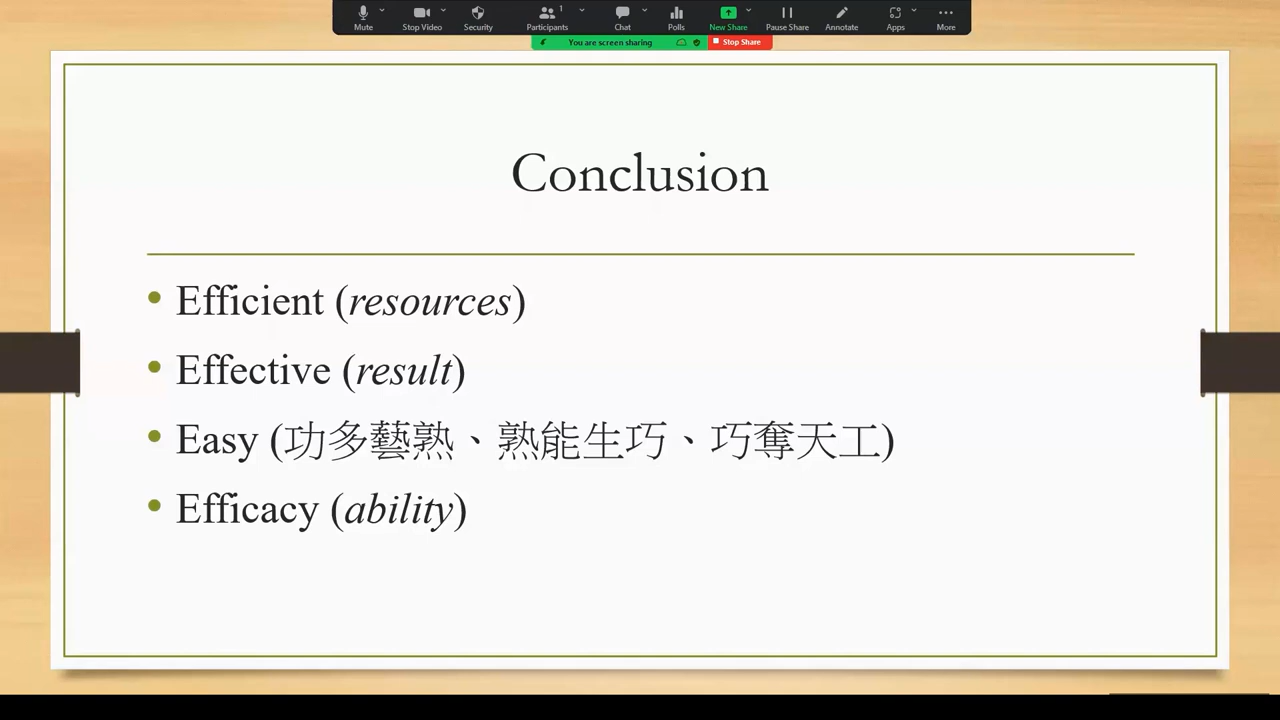 Mute
Stop Video
Security
Participants
1
Chat
Polls
New Share
Pause Share
Annotate
Apps
More
You are screen sharing
Stop Share
Conclusion
• Efficient (resources)
• Effective (result)
• Easy (功多藝熟、熟能生巧、巧奪天工)
• Efficacy (ability)